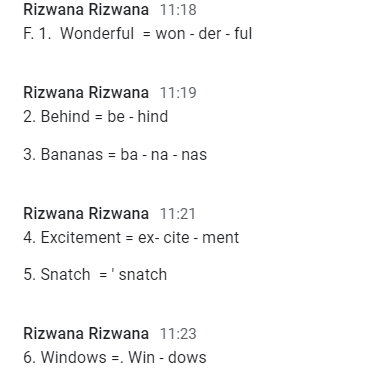 Rizwana Rizwana 11:18
F. 1.  Wonderful  = won - der - ful
Rizwana Rizwana 11:19
2. Behind = be - hind
3. Bananas = ba - na - nas
Rizwana Rizwana 11:21
4. Excitement = ex- cite - ment
5. Snatch  = ' snatch
Rizwana Rizwana 11:23
6. Windows =. Win - dows